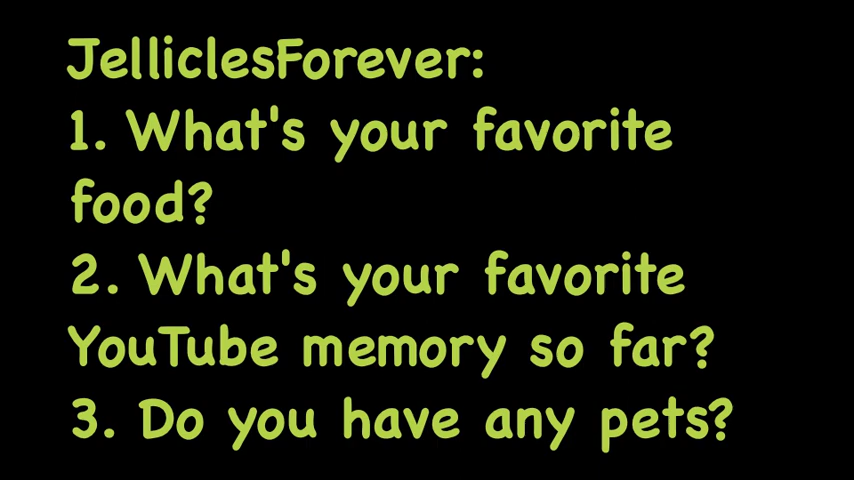 JelliclesForever:
1. What's your favorite
food?
2. What's your favorite
YouTube memory so far?
3. Do you have any pets?